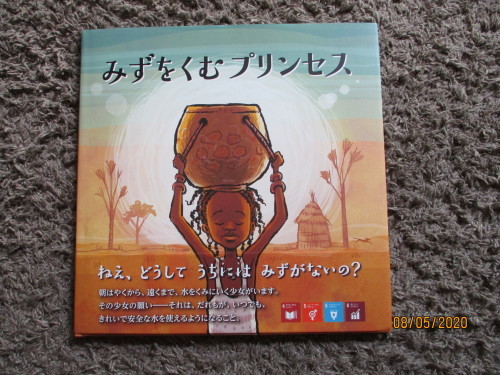 みずをくむプリンセス
ねえ、どうして うちには みずがないの?
朝はやくから、遠くまで、水をくみにいく少女がいます。
その少女の願い——それは、だれもが、いつでも、
きれいで安全な水を使えるようになること。
08/05/2020